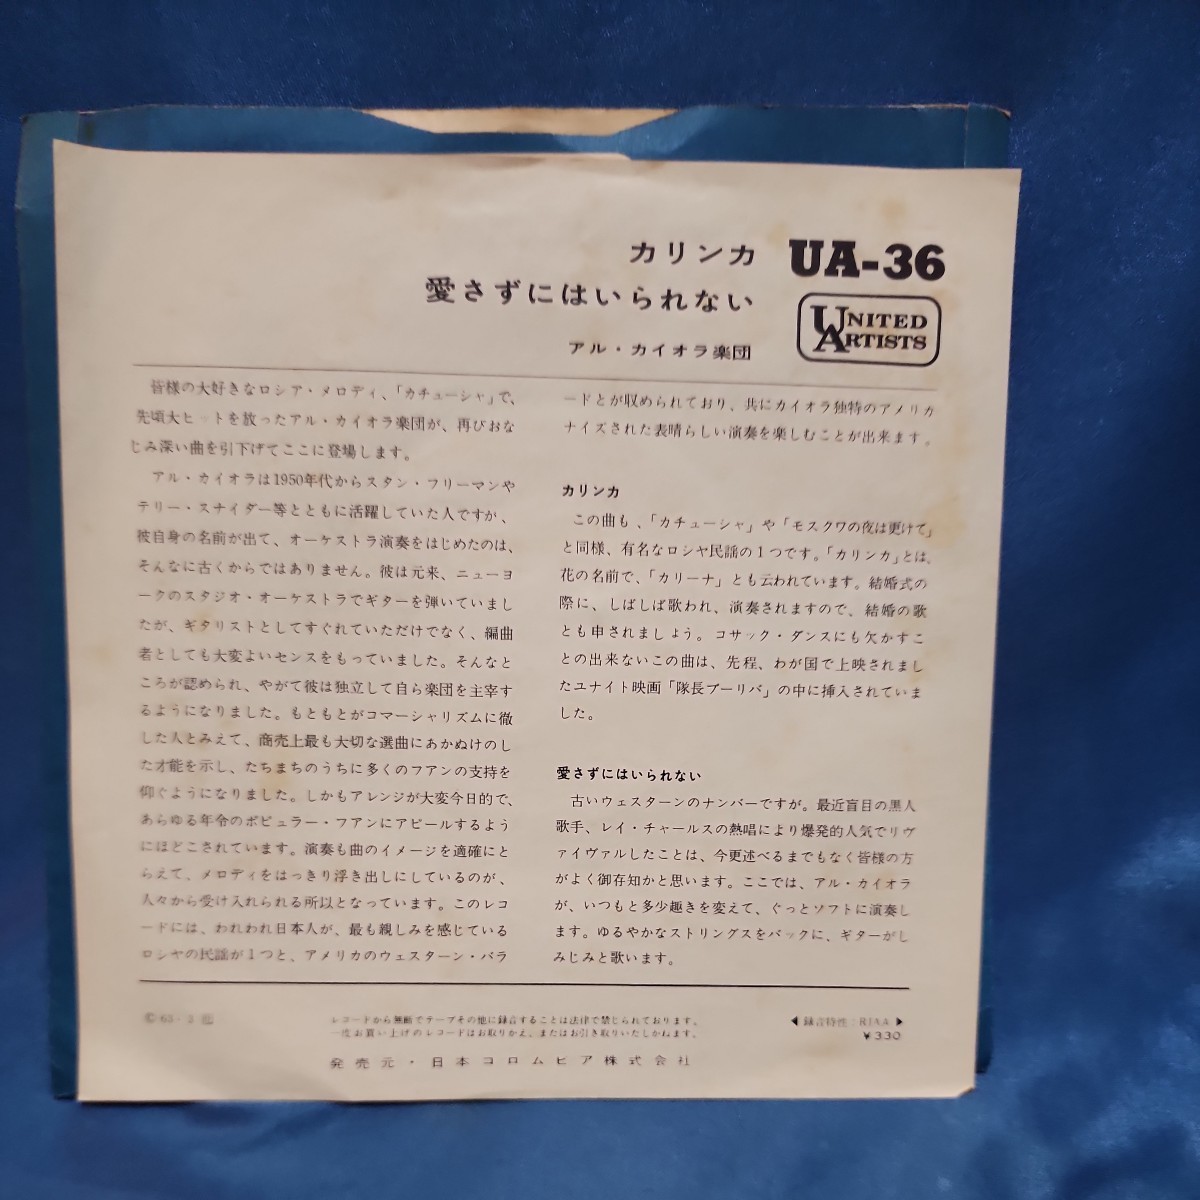 カリンカ
愛さずにはいられない
アル・カイオラ楽団
UA-36
UNITED
ARTISTS
皆様の大好きなロシア・メロディ、「カチューシャ」で、
先頃大ヒットを放ったアル・カイオラ楽団が、再びおな
じみ深い曲を引下げてここに登場します。
アル・カイオラは1950年代からスタン・フリーマンや
テリー・スナイダー等とともに活躍していた人ですが、
彼自身の名前が出て、オーケストラ演奏をはじめたのは、
そんなに古くからではありません。彼は元来、ニューヨ
ークのスタジオ・オーケストラでギターを弾いていまし
たが、ギタリストとしてすぐれていただけでなく、編曲
者としても大変よいセンスをもっていました。そんなと
ころが認められ、やがて彼は独立して自ら楽団を主宰す
るようになりました。もともとがコマーシャリズムに徹
した人とみえて、商売上最も大切な選曲にあかぬけのし
た才能を示し、たちまちのうちに多くのフアンの支持を
仰ぐようになりました。しかもアレンジが大変今日的で、
あらゆる年令のポピュラー・フアンにアピールするよう
にほどこされています。演奏も曲のイメージを適確にと
らえて、メロディをはっきり浮き出しにしているのが、
人々から受け入れられる所以となっています。このレコ
ードには、われわれ日本人が、最も親しみを感じている
ロシヤの民謡が1つと、アメリカのウェスターン・バラ
ードとが収められており、共にカイオラ独特のアメリカ
ナイズされた表晴らしい演奏を楽しむことが出来ます。
カリンカ
この曲も、「カチューシャ」や「モスクワの夜は更けて」
と同様、有名なロシヤ民謡の1つです。「カリンカ」とは、
花の名前で、「カリーナ」とも云われています。結婚式の
際に、しばしば歌われ、演奏されますので、結婚の歌
とも申されましょう。コサック・ダンスにも欠かすこ
との出来ないこの曲は、先程、わが国で上映されまし
たユナイト映画「隊長ブーリバ」の中に挿入されていま
した。
愛さずにはいられない
古いウェスターンのナンバーですが。最近盲目の黒人
歌手、レイ・チャールスの熱唱により爆発的人気でリヴ
ァイヴァルしたことは、今更述べるまでもなく皆様の方
がよく御存知かと思います。ここでは、アル・カイオラ
が、いつもと多少趣きを変えて、ぐっとソフトに演奏し
ます。ゆるやかなストリングスをバックに、ギターがし
みじみと歌います。
Ⓒ63-3
レコードから無断でテープその他に録音することは法律で禁じられております。
一度お買い上げのレコードはお取りかえ、またはお引き取りいたしかねます。
発売元・日本コロムビア株式会社
◀録音特性:RIAA▶
¥330